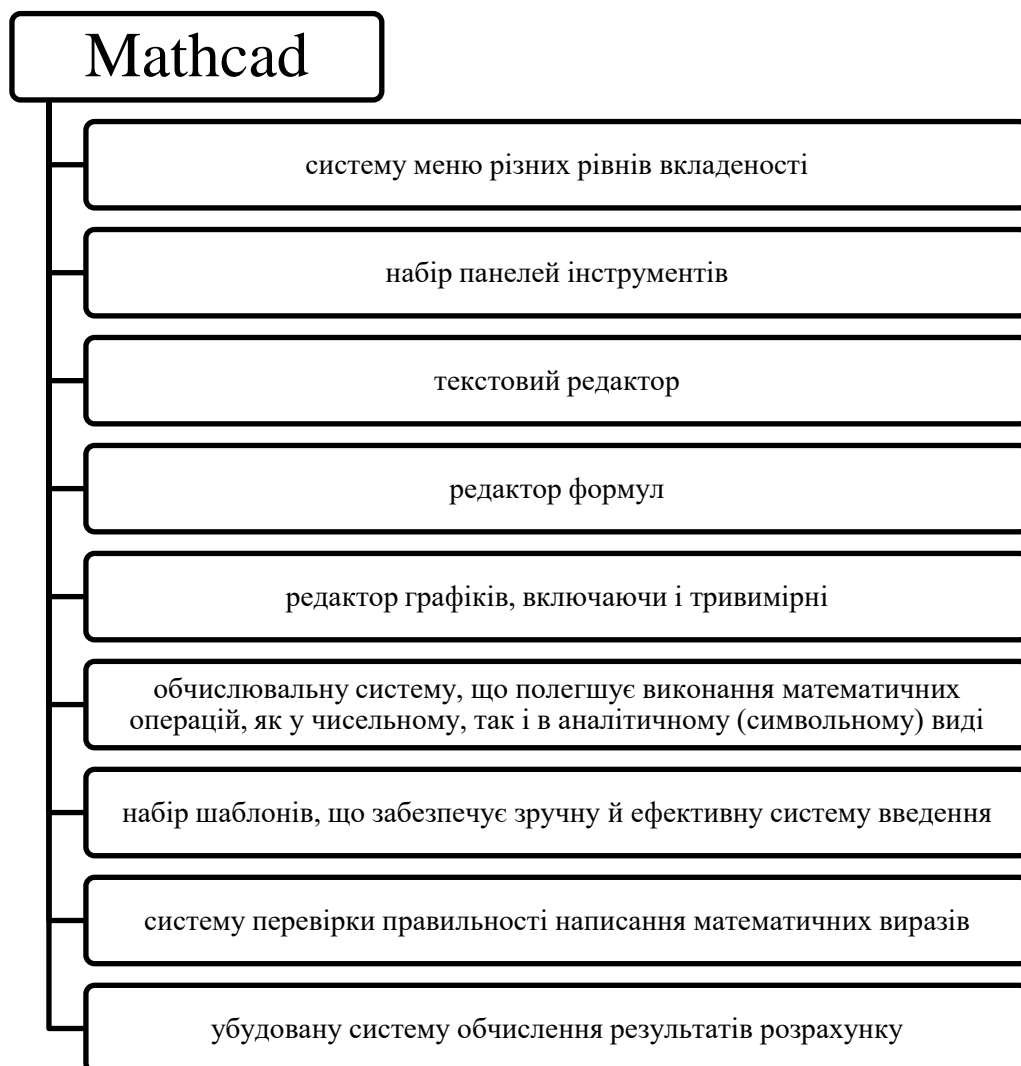 Mathcad
систему меню різних рівнів вкладеності
набір панелей інструментів
текстовий редактор
редактор формул
редактор графіків, включаючи і тривимірні
обчислювальну систему, що полегшує виконання математичних
операцій, як у чисельному, так і в аналітичному (символьному) виді
набір шаблонів, що забезпечує зручну й ефективну систему введення
систему перевірки правильності написання математичних виразів
убудовану систему обчислення результатів розрахунку